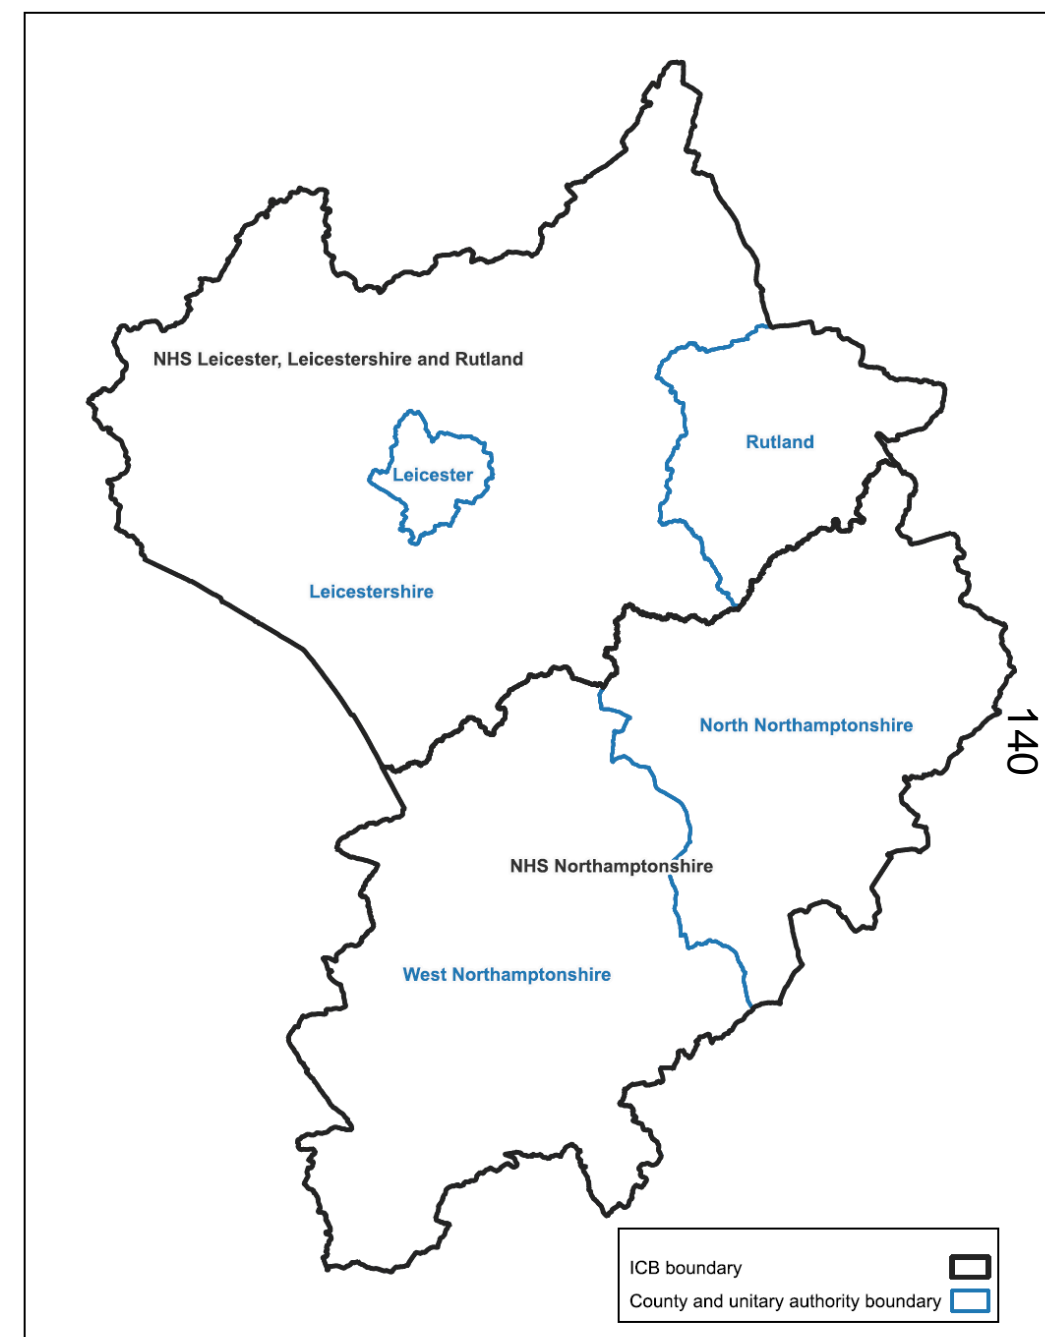 NHS Leicester, Leicestershire and Rutland
Rutland
Leicester
Leicestershire
North Northamptonshire
140
NHS Northamptonshire
West Northamptonshire
ICB boundary
County and unitary authority boundary